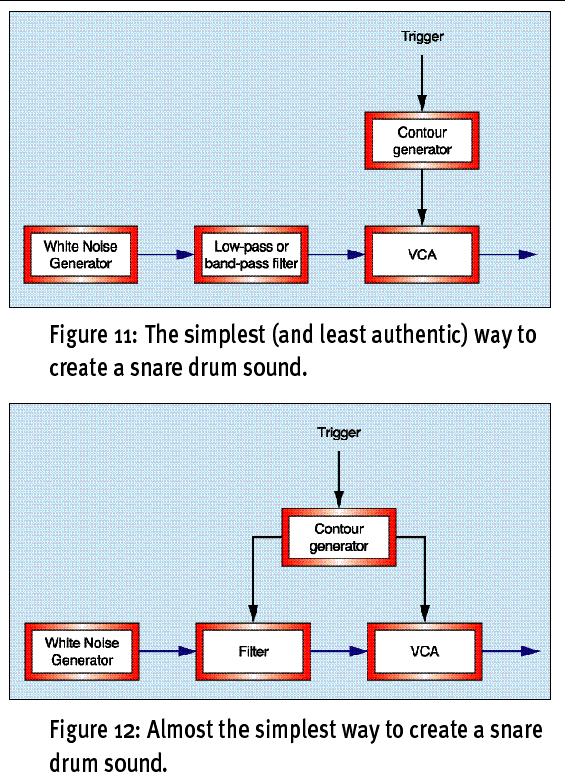 Trigger
Contour
generator
White Noise
Generator
Low-pass or
band-pass filter
VCA
Figure 11: The simplest (and least authentic) way to
create a snare drum sound.
Trigger
Contour
generator
White Noise
Generator
Filter
VCA
Figure 12: Almost the simplest way to create a snare
drum sound.